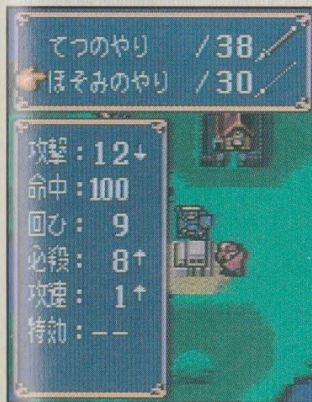 てつのやり /38
ほそみのやり /30
攻撃：12↓
命中：100
回ひ： 9
必殺： 8↑
攻速： 1↑
特効：--